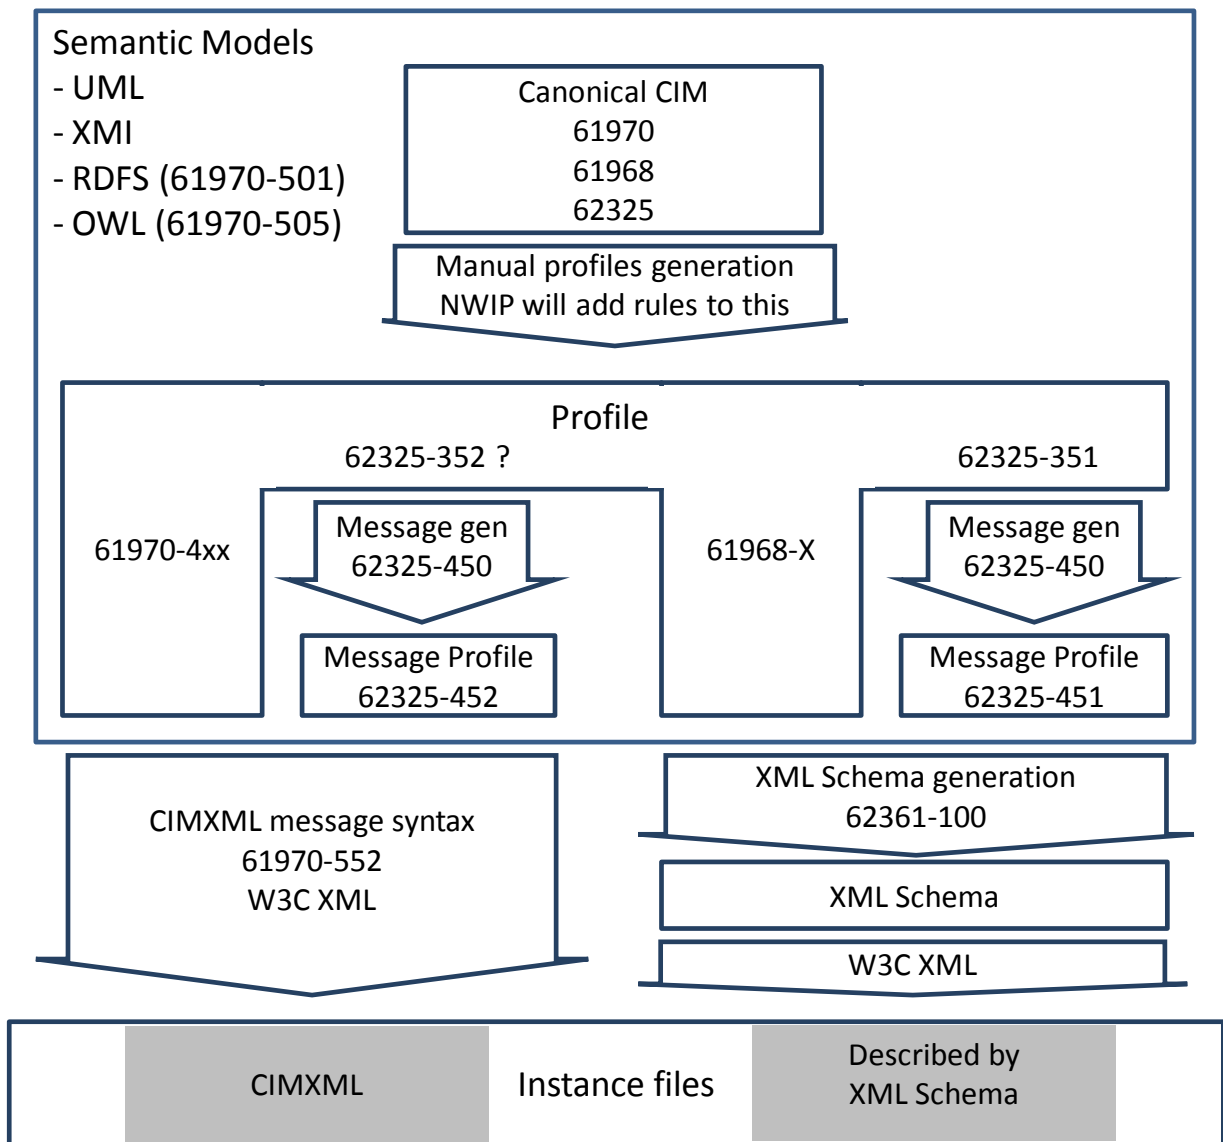 Semantic Models
- UML
- XMI
- RDFS (61970-501)
- OWL (61970-505)
Canonical CIM
61970
61968
62325
Manual profiles generation
NWIP will add rules to this
Profile
62325-352 ?
62325-351
61970-4xx
Message gen
62325-450
61968-X
Message gen
62325-450
Message Profile
62325-452
Message Profile
62325-451
CIMXML message syntax
61970-552
W3C XML
XML Schema generation
62361-100
XML Schema
W3C XML
CIMXML
Instance files
Described by
XML Schema